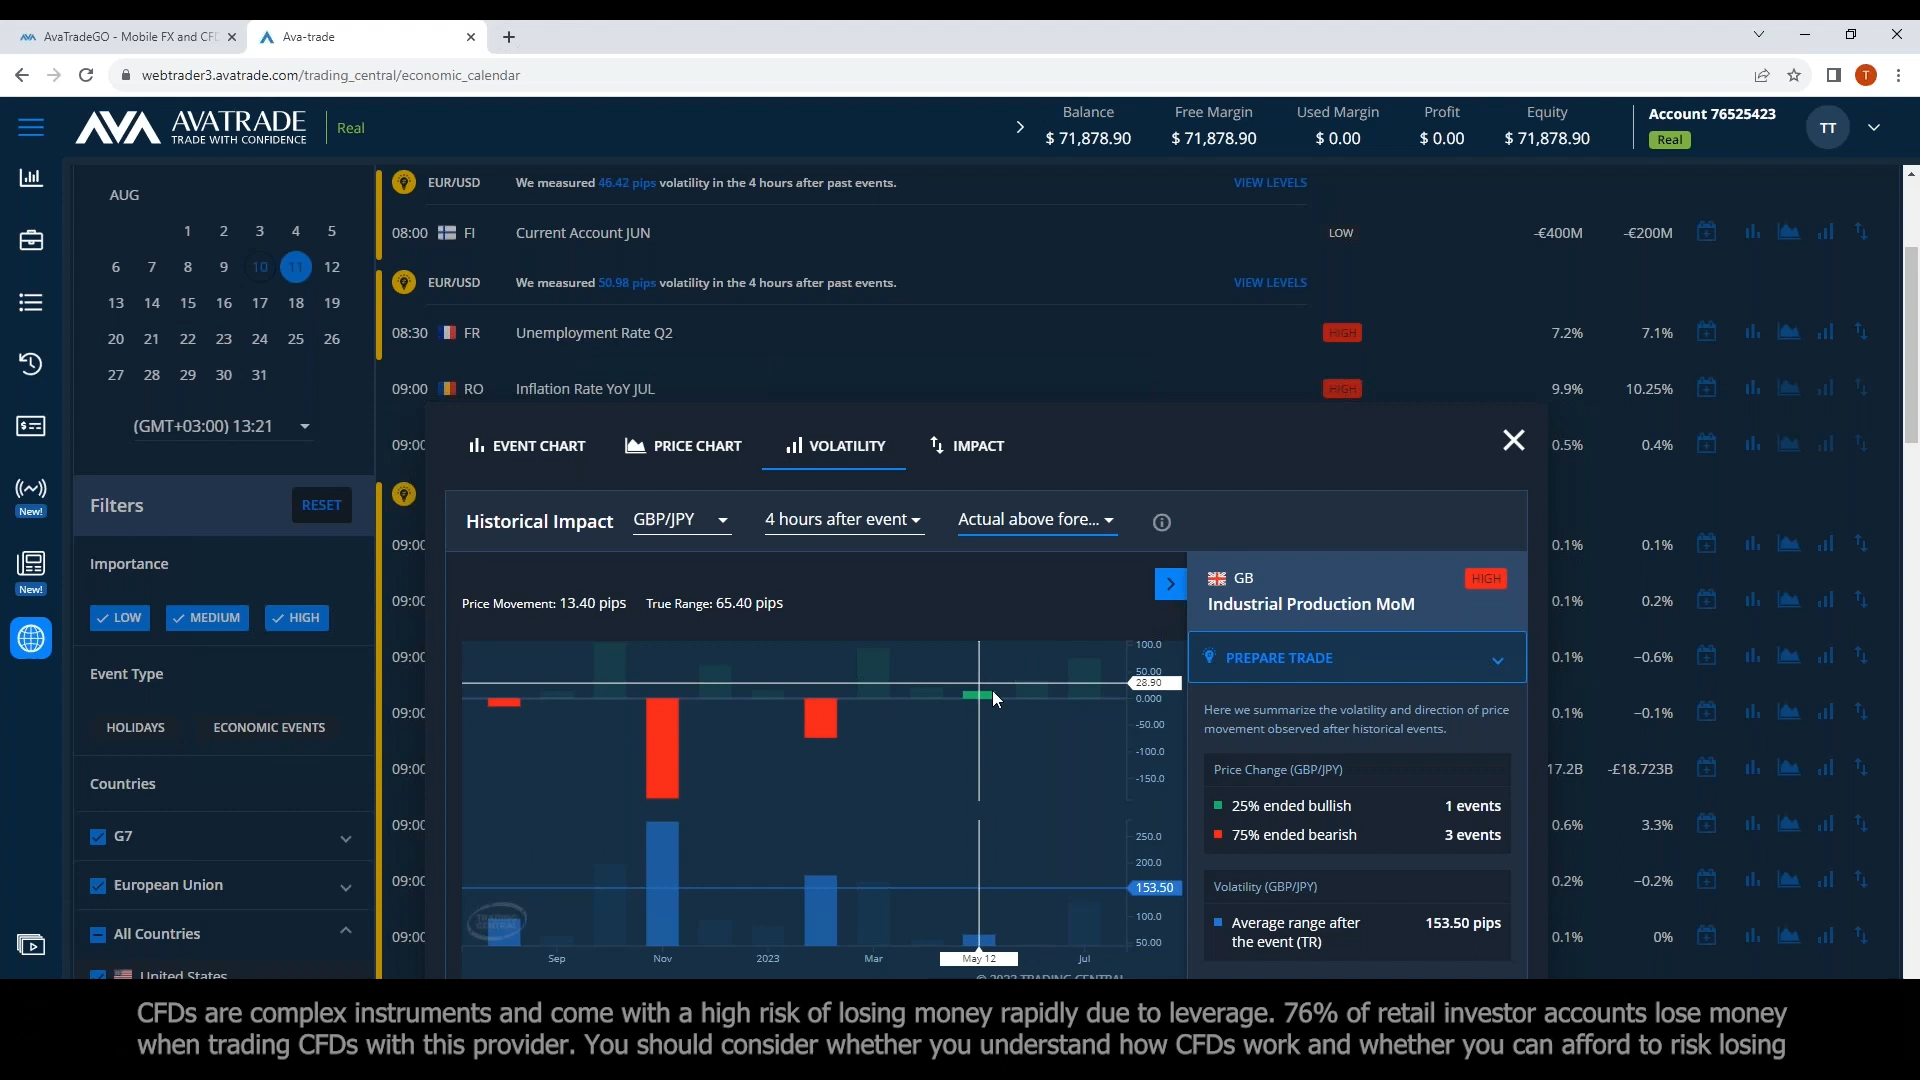 AvaTradeGO - Mobile FX and CFD
Ava-trade
webtrader3.avatrade.com/trading_central/economic_calendar
T
AVATRADE
TRADE WITH CONFIDENCE
Real
Balance
$ 71,878.90
Free Margin
$ 71,878.90
Used Margin
$ 0.00
Profit
$ 0.00
Equity
$ 71,878.90
Account 76525423
Real
TT
New!
New!
AUG
1 2 3 4 5
6 7 8 9 10 11 12
13 14 15 16 17 18 19
20 21 22 23 24 25 26
27 28 29 30 31
(GMT+03:00) 13:21
Filters
RESET
Importance
LOW
MEDIUM
HIGH
Event Type
HOLIDAYS
ECONOMIC EVENTS
Countries
G7
European Union
All Countries
United States
EUR/USD We measured 46.42 pips volatility in the 4 hours after past events. VIEW LEVELS
08:00 FI Current Account JUN LOW -€400M -€200M
EUR/USD We measured 50.98 pips volatility in the 4 hours after past events. VIEW LEVELS
08:30 FR Unemployment Rate Q2 HIGH 7.2% 7.1%
09:00 RO Inflation Rate YoY JUL HIGH 9.9% 10.25%
09:00 0.5% 0.4%
09:00 0.1% 0.1%
09:00 0.1% 0.2%
09:00 0.1% -0.6%
09:00 0.1% -0.1%
09:00 17.2B -£18.723B
09:00 0.6% 3.3%
09:00 0.2% -0.2%
09:00 0.1% 0%
EVENT CHART
PRICE CHART
VOLATILITY
IMPACT
Historical Impact
GBP/JPY
4 hours after event
Actual above fore...
Price Movement: 13.40 pips True Range: 65.40 pips
100.0
50.00
28.90
0.000
-50.00
-100.0
-150.0
250.0
200.0
153.50
100.0
50.00
TRADING
CENTRAL
Sep
Nov
2023
Mar
May 12
Jul
© 2023 TRADING CENTRAL
GB
HIGH
Industrial Production MoM
PREPARE TRADE
Here we summarize the volatility and direction of price
movement observed after historical events.
Price Change (GBP/JPY)
25% ended bullish 1 events
75% ended bearish 3 events
Volatility (GBP/JPY)
Average range after 153.50 pips
the event (TR)
CFDs are complex instruments and come with a high risk of losing money rapidly due to leverage. 76% of retail investor accounts lose money
when trading CFDs with this provider. You should consider whether you understand how CFDs work and whether you can afford to risk losing